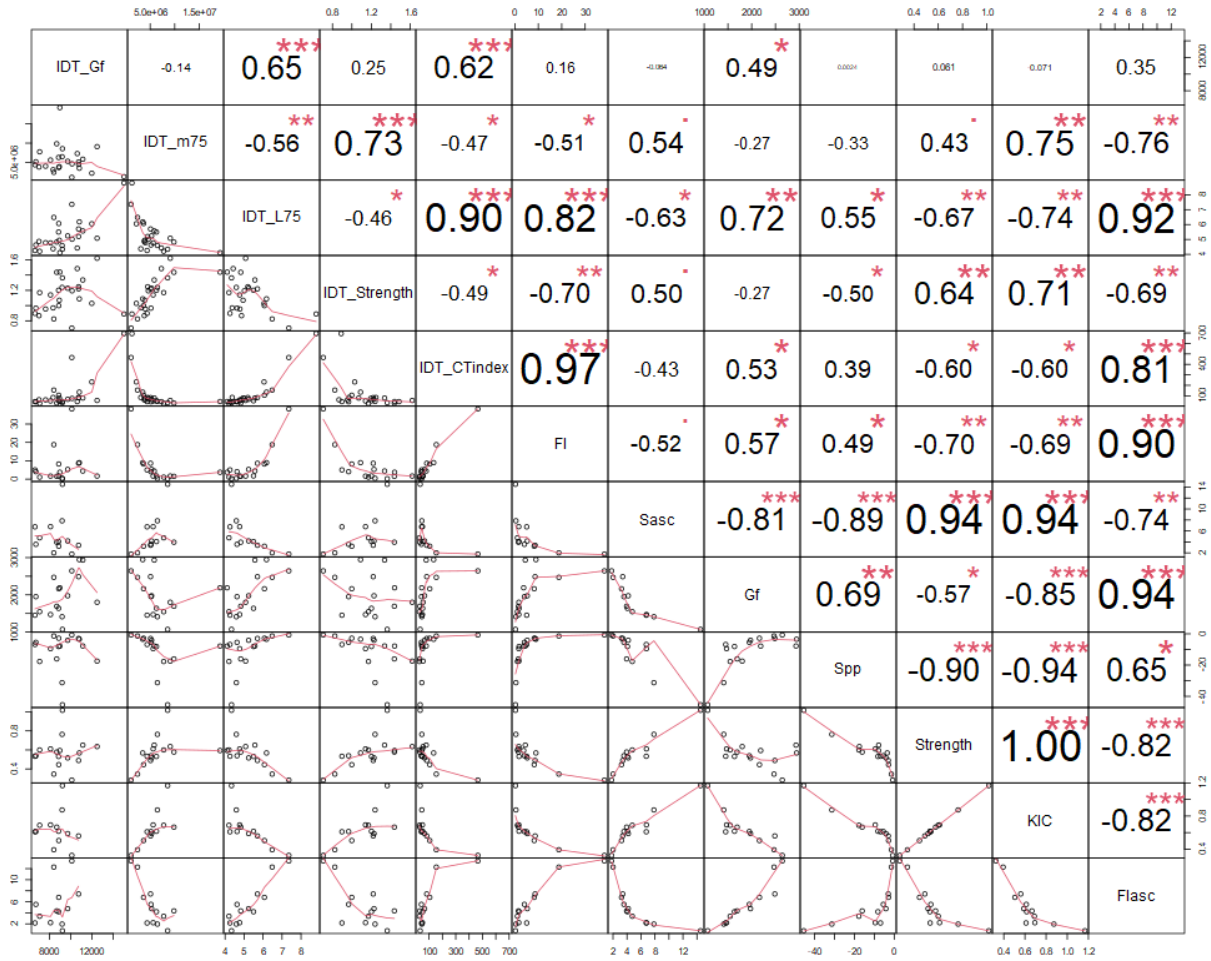 5.0e+06 1.5e+07 0.8 1.2 1.6 0 10 20 30 1000 2000 3000 0.4 0.6 0.8 1.0 2 4 6 8 12
IDT_Gf -0.14 0.65 *** 0.25 0.62 *** 0.16 -0.084 0.49 * 0.0024 0.061 0.071 0.35 8000 12000
5.0e+06 IDT_m75 -0.56 ** 0.73 *** -0.47 * -0.51 * 0.54 . -0.27 -0.33 0.43 . 0.75 ** -0.76 **
IDT_L75 -0.46 * 0.90 *** 0.82 *** -0.63 * 0.72 ** 0.55 * -0.67 ** -0.74 ** 0.92 *** 4 5 6 7 8
0.8 1.2 1.6 IDT_Strength -0.49 * -0.70 ** 0.50 . -0.27 -0.50 * 0.64 ** 0.71 ** -0.69 **
IDT_CTindex 0.97 *** -0.43 0.53 * 0.39 -0.60 * -0.60 * 0.81 *** 100 400 700
0 10 20 30 FI -0.52 . 0.57 * 0.49 * -0.70 ** -0.69 ** 0.90 ***
Sasc -0.81 *** -0.89 *** 0.94 *** 0.94 *** -0.74 ** 2 6 10 14
1000 2000 3000 Gf 0.69 ** -0.57 * -0.85 *** 0.94 ***
Spp -0.90 *** -0.94 *** 0.65 * -40 -20 0
0.4 0.8 Strength 1.00 *** -0.82 ***
KIC -0.82 *** 0.4 0.8 1.2
2 6 10 FIasc
8000 12000 4 5 6 7 8 100 300 500 700 2 4 6 8 12 -40 -20 0 0.4 0.6 0.8 1.0 1.2